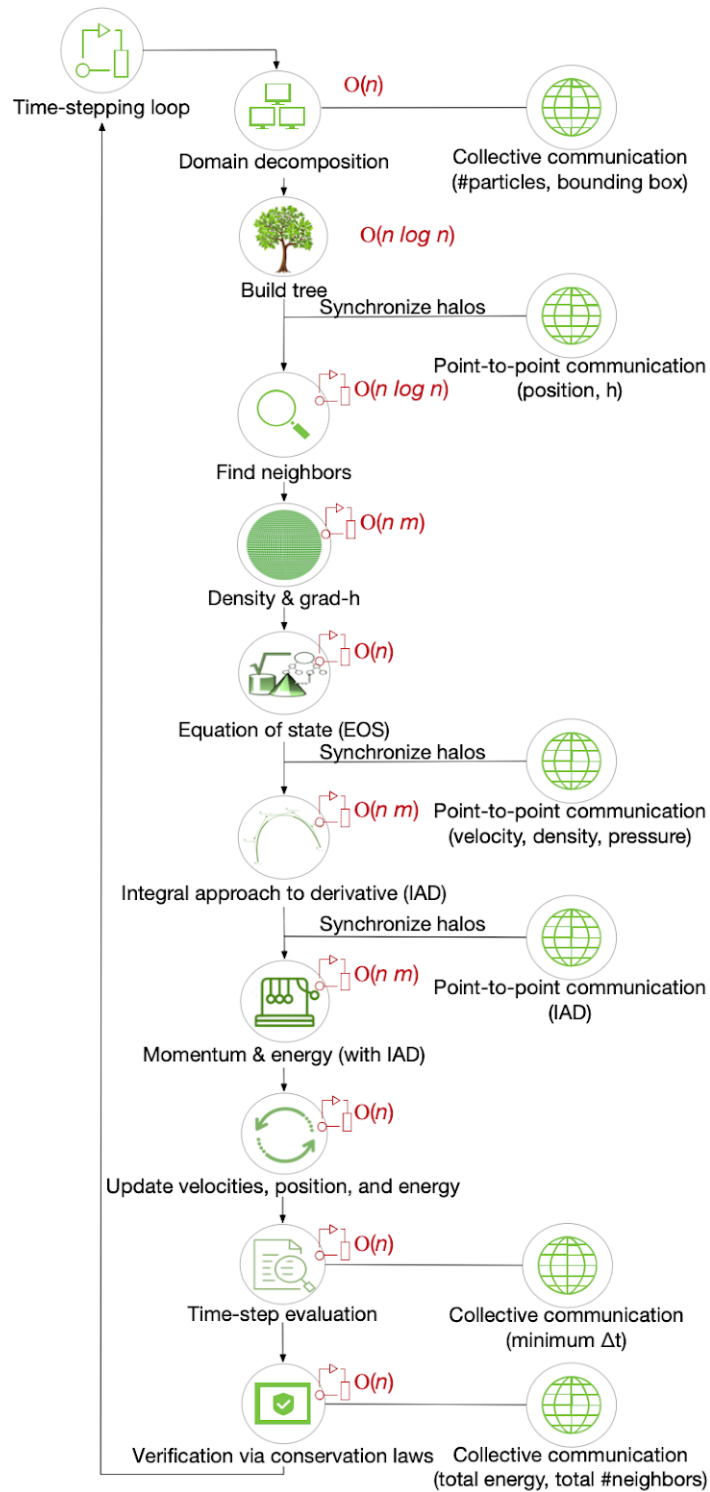 Time-stepping loop
O(n)
Domain decomposition
Collective communication
(#particles, bounding box)
O(n log n)
Build tree
Synchronize halos
Point-to-point communication
(position, h)
O(n log n)
Find neighbors
O(n m)
Density & grad-h
O(n)
Equation of state (EOS)
Synchronize halos
Point-to-point communication
(velocity, density, pressure)
O(n m)
Integral approach to derivative (IAD)
Synchronize halos
Point-to-point communication
(IAD)
O(n m)
Momentum & energy (with IAD)
O(n)
Update velocities, position, and energy
O(n)
Time-step evaluation
Collective communication
(minimum Δt)
O(n)
Verification via conservation laws
Collective communication
(total energy, total #neighbors)